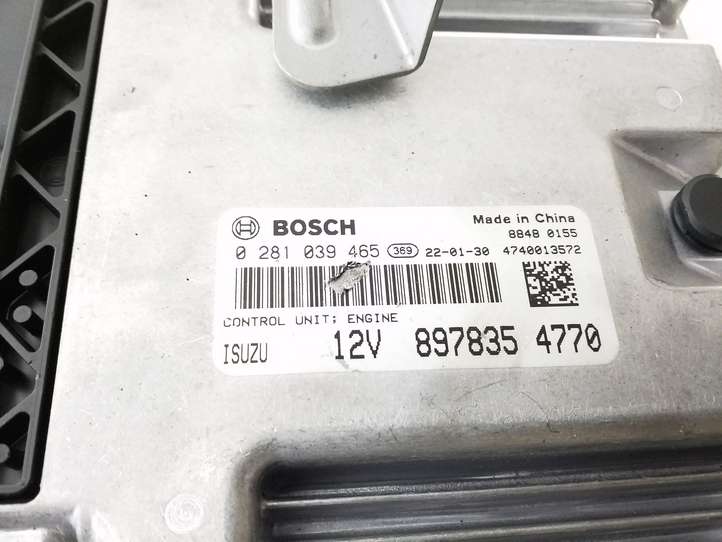 BOSCH
Made in China
8848 0155
0 281 039 465 369 22-01-30 4740013572
CONTROL UNIT; ENGINE
ISUZU 12V 897835 4770